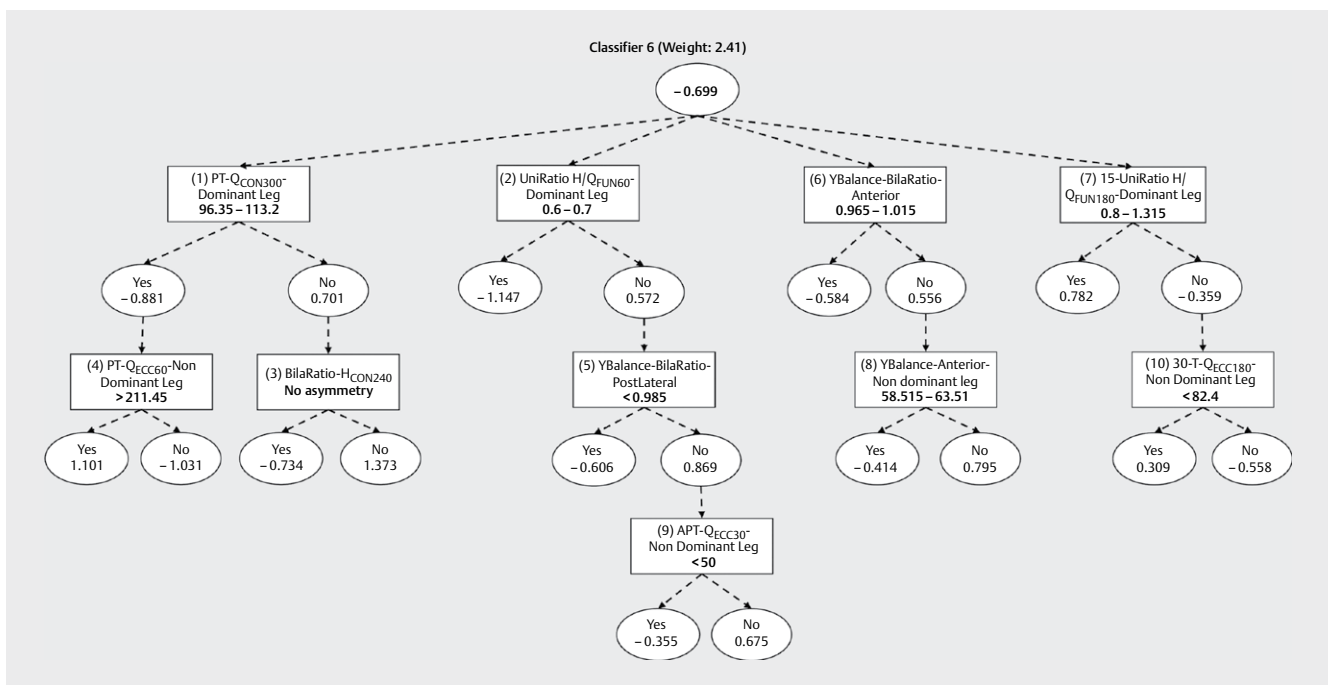 Classifier 6 (Weight: 2.41)
– 0.699
(1) PT-QCON300-
Dominant Leg
96.35 – 113.2
(2) UniRatio H/QFUN60-
Dominant Leg
0.6 – 0.7
(6) YBalance-BilaRatio-
Anterior
0.965 – 1.015
(7) 15-UniRatio H/
QFUN180-Dominant Leg
0.8 – 1.315
Yes
– 0.881
No
0.701
Yes
– 1.147
No
0.572
Yes
– 0.584
No
0.556
Yes
0.782
No
– 0.359
(4) PT-QECC60-Non
Dominant Leg
> 211.45
(3) BilaRatio-HCON240
No asymmetry
(5) YBalance-BilaRatio-
PostLateral
< 0.985
(8) YBalance-Anterior-
Non dominant leg
58.515 – 63.51
(10) 30-T-QECC180-
Non Dominant Leg
< 82.4
Yes
1.101
No
– 1.031
Yes
– 0.734
No
1.373
Yes
– 0.606
No
0.869
Yes
– 0.414
No
0.795
Yes
0.309
No
– 0.558
(9) APT-QECC30-
Non Dominant Leg
< 50
Yes
– 0.355
No
0.675